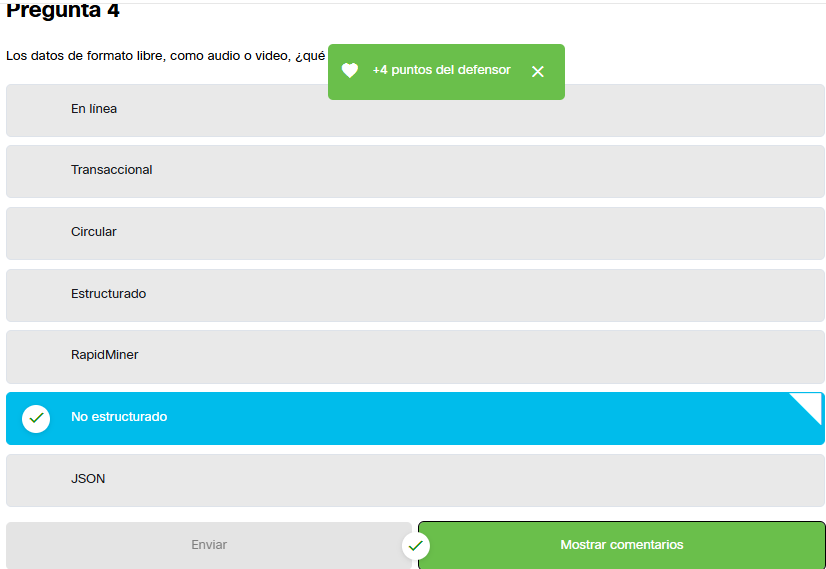 Pregunta 4
Los datos de formato libre, como audio o video, ¿qué
+4 puntos del defensor
En línea
Transaccional
Circular
Estructurado
RapidMiner
No estructurado
JSON
Enviar
Mostrar comentarios